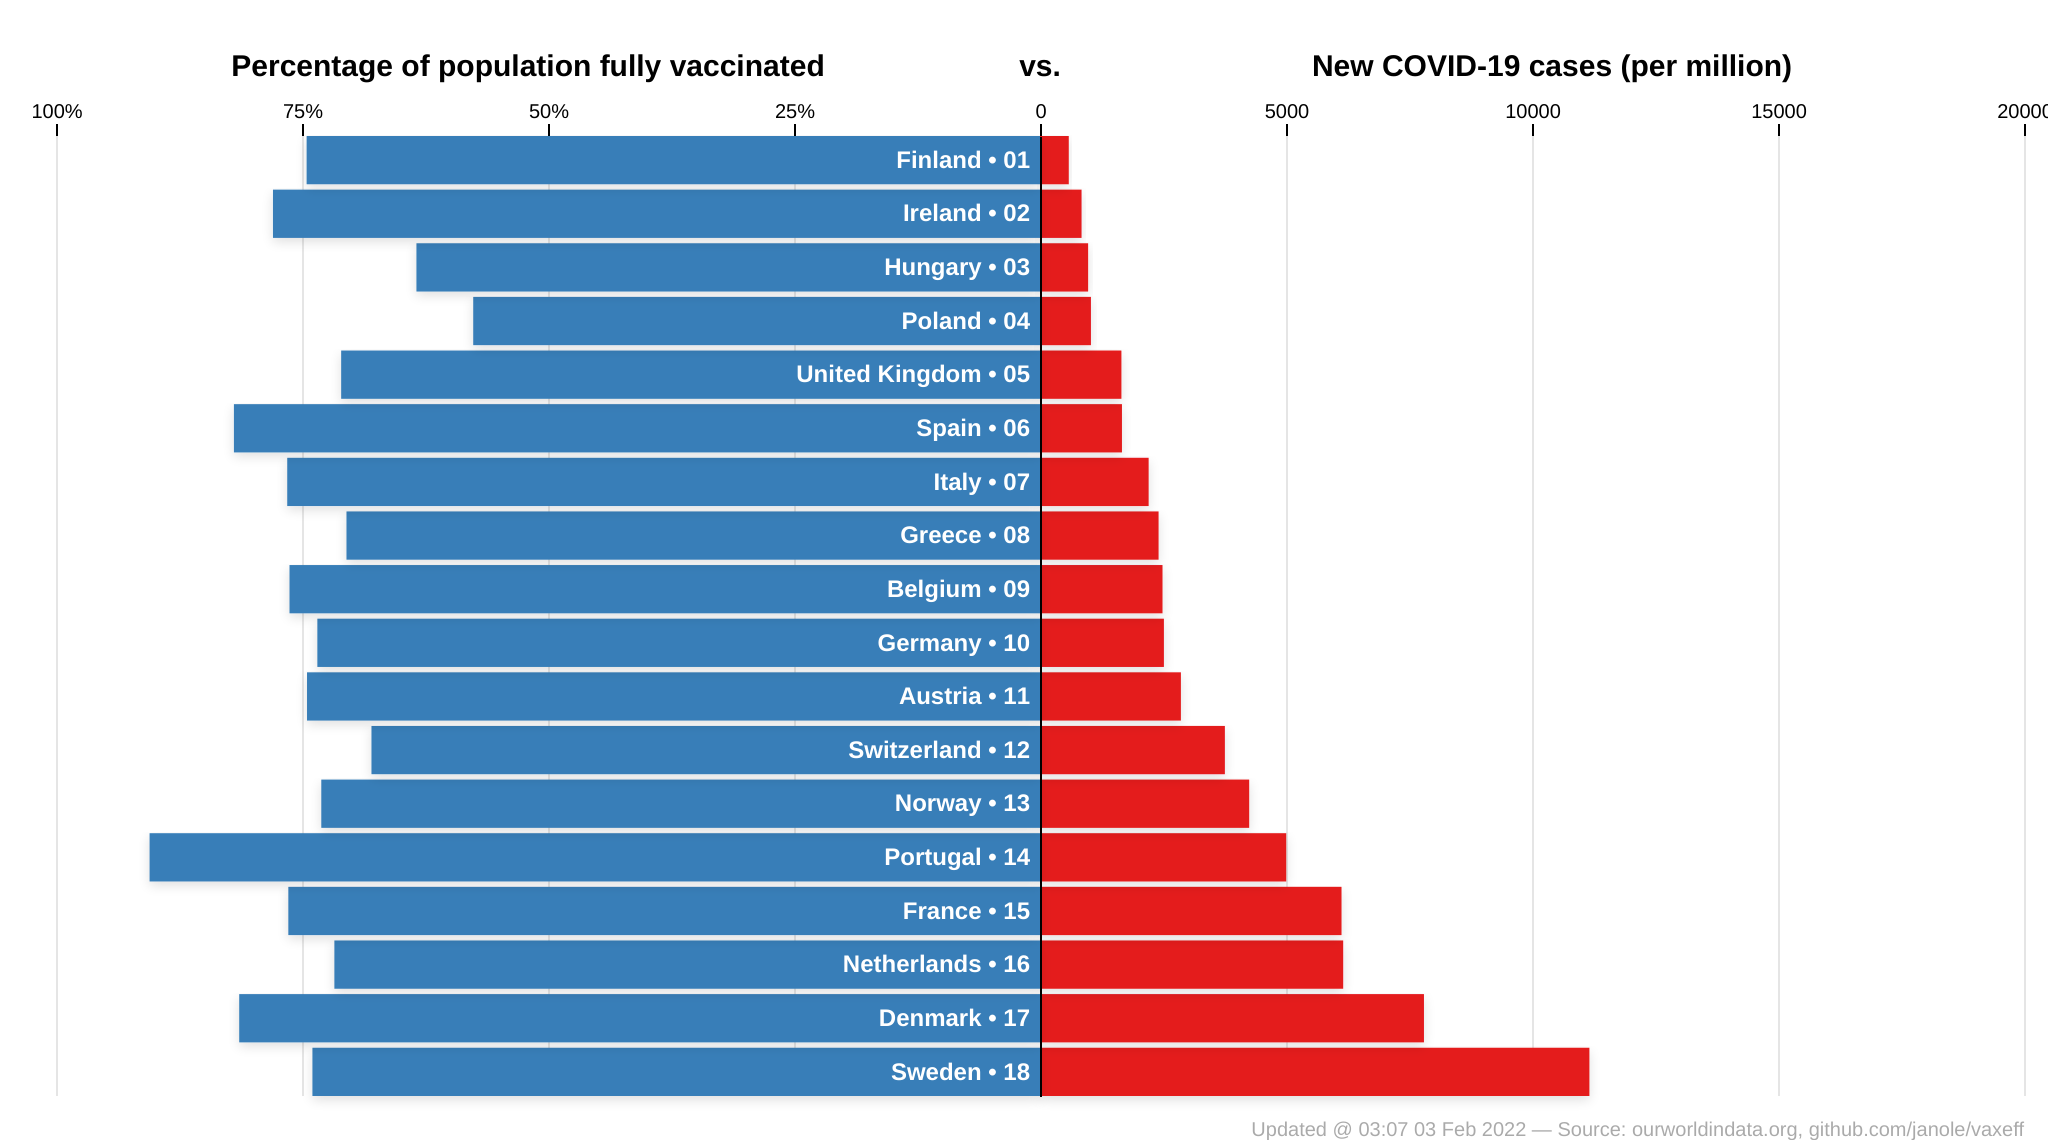 Percentage of population fully vaccinated vs. New COVID-19 cases (per million)
100% 75% 50% 25% 0 5000 10000 15000 20000
Finland • 01
Ireland • 02
Hungary • 03
Poland • 04
United Kingdom • 05
Spain • 06
Italy • 07
Greece • 08
Belgium • 09
Germany • 10
Austria • 11
Switzerland • 12
Norway • 13
Portugal • 14
France • 15
Netherlands • 16
Denmark • 17
Sweden • 18
Updated @ 03:07 03 Feb 2022 — Source: ourworldindata.org, github.com/janole/vaxeff